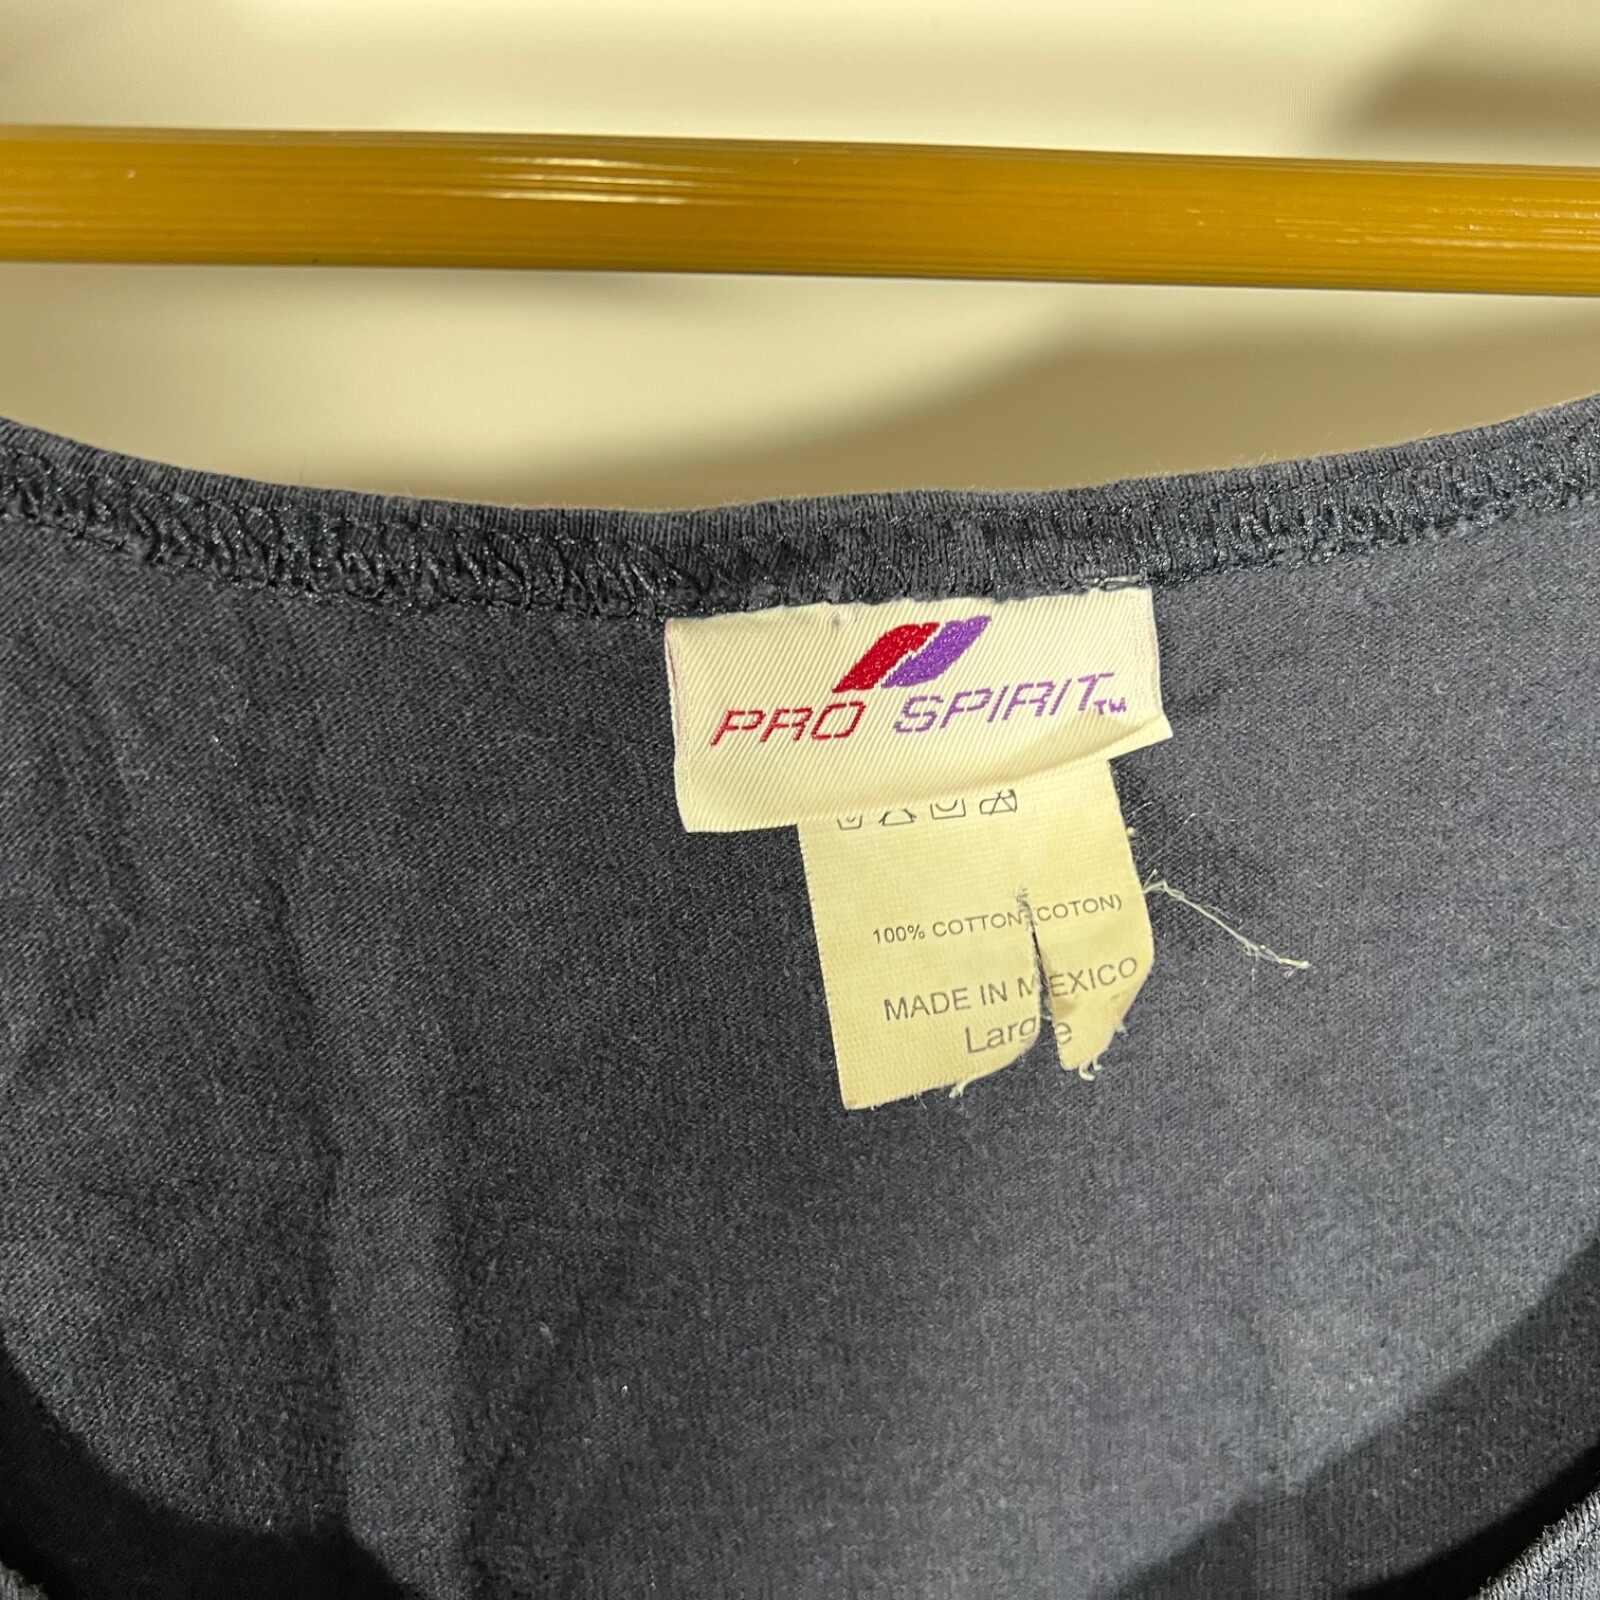 PRO SPIRIT™
100% COTTON (COTON)
MADE IN MEXICO
Large